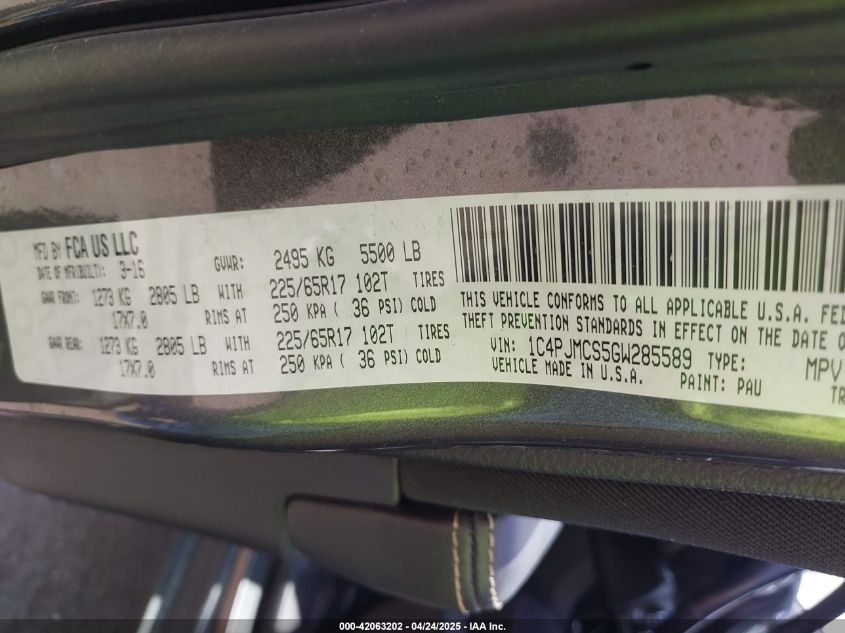 MFD BY FCA US LLC
DATE OF MFR(BUILT): 3-16
GVWR: 2495 KG 5500 LB
GAWR FRONT: 1273 KG 2805 LB WITH 225/65R17 102T TIRES
17X7.0 RIMS AT 250 KPA ( 36 PSI) COLD
GAWR REAR: 1273 KG 2805 LB WITH 225/65R17 102T TIRES
17X7.0 RIMS AT 250 KPA ( 36 PSI) COLD
THIS VEHICLE CONFORMS TO ALL APPLICABLE U.S.A. FED
THEFT PREVENTION STANDARDS IN EFFECT ON THE DATE O
VIN: 1C4PJMCS5GW285589 TYPE: MPV
VEHICLE MADE IN U.S.A. PAINT: PAU TR
000-42063202 - 04/24/2025 - IAA Inc.